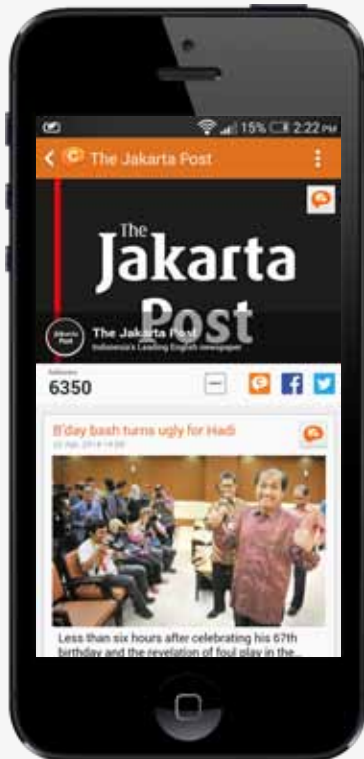 15% 2:22 PM
The Jakarta Post
The
Jakarta
Post
The Jakarta Post
Indonesia's Leading English newspaper
6350
B'day bash turns ugly for Hadi
Less than six hours after celebrating his 67th
birthday and the revelation of foul play in the...